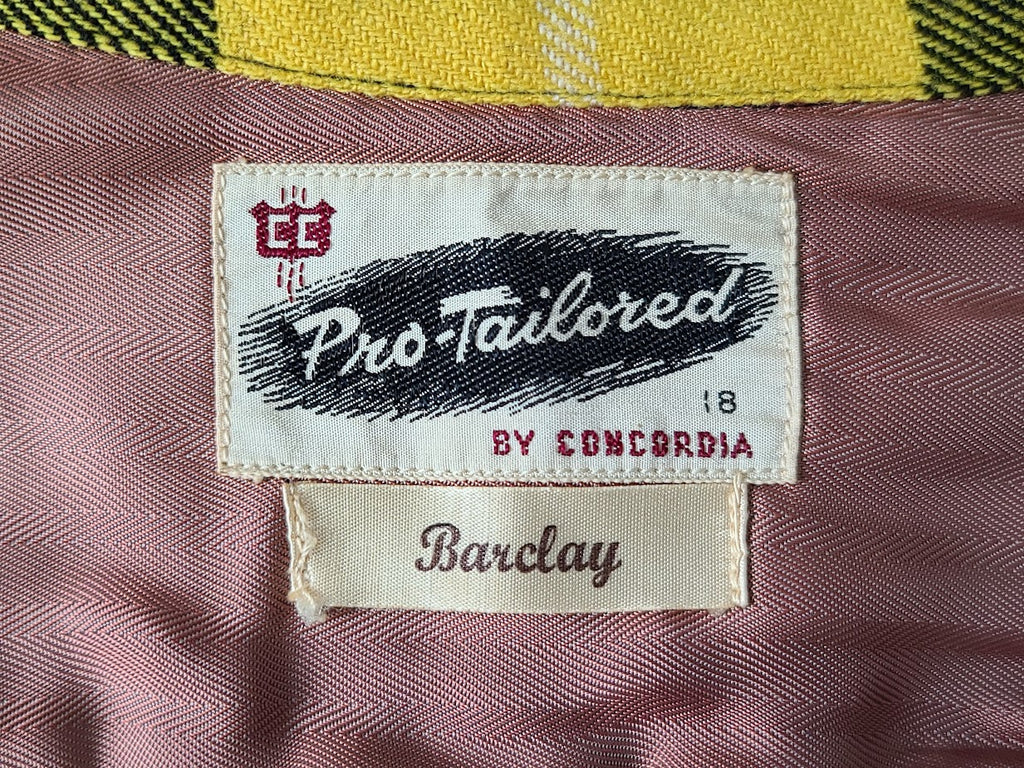 CC
Pro-Tailored
18
BY CONCORDIA
Barclay